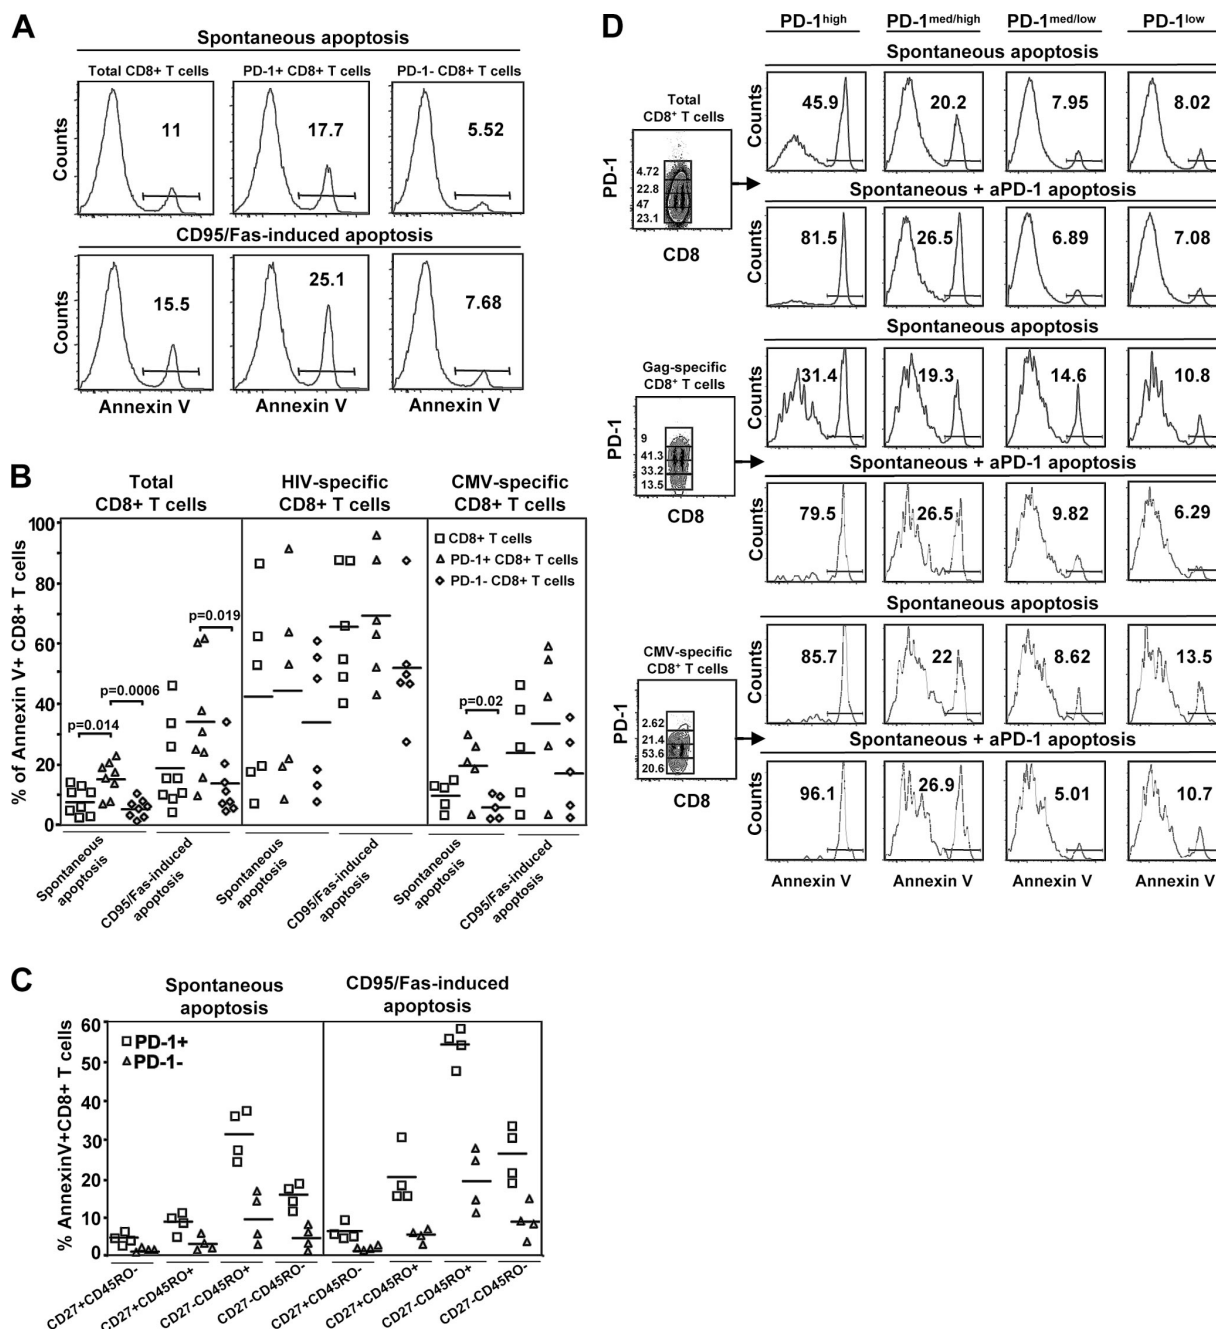 A
Spontaneous apoptosis
Total CD8+ T cells PD-1+ CD8+ T cells PD-1- CD8+ T cells
Counts
11 17.7 5.52
CD95/Fas-induced apoptosis
Counts
15.5 25.1 7.68
Annexin V Annexin V Annexin V
B
Total CD8+ T cells
HIV-specific CD8+ T cells
CMV-specific CD8+ T cells
% of Annexin V+ CD8+ T cells
100
80
60
40
20
0
CD8+ T cells
PD-1+ CD8+ T cells
PD-1- CD8+ T cells
p=0.014
p=0.0006
p=0.019
p=0.02
Spontaneous apoptosis
CD95/Fas-induced apoptosis
Spontaneous apoptosis
CD95/Fas-induced apoptosis
Spontaneous apoptosis
CD95/Fas-induced apoptosis
C
Spontaneous apoptosis
CD95/Fas-induced apoptosis
% AnnexinV+CD8+ T cells
60
50
40
30
20
10
0
PD-1+
PD-1-
CD27+CD45RO-
CD27+CD45RO+
CD27-CD45RO+
CD27-CD45RO-
CD27+CD45RO-
CD27+CD45RO+
CD27-CD45RO+
CD27-CD45RO-
D
PD-1high PD-1med/high PD-1med/low PD-1low
Total
CD8+ T cells
PD-1
4.72
22.8
47
23.1
CD8
Spontaneous apoptosis
Counts
45.9 20.2 7.95 8.02
Spontaneous + aPD-1 apoptosis
Counts
81.5 26.5 6.89 7.08
Gag-specific
CD8+ T cells
PD-1
9
41.3
33.2
13.5
CD8
Spontaneous apoptosis
Counts
31.4 19.3 14.6 10.8
Spontaneous + aPD-1 apoptosis
Counts
79.5 26.5 9.82 6.29
CMV-specific
CD8+ T cells
PD-1
2.62
21.4
53.6
20.6
CD8
Spontaneous apoptosis
Counts
85.7 22 8.62 13.5
Spontaneous + aPD-1 apoptosis
Counts
96.1 26.9 5.01 10.7
Annexin V Annexin V Annexin V Annexin V